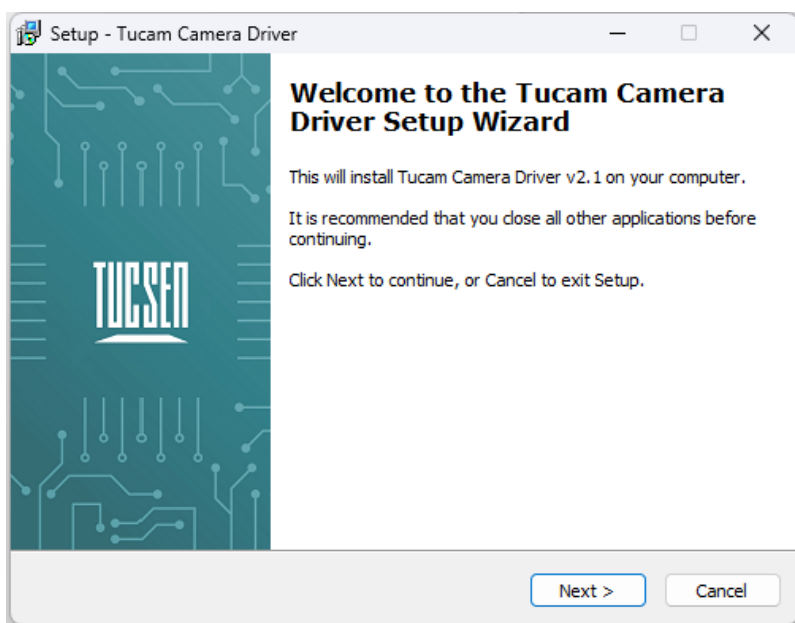 Setup - Tucam Camera Driver
Welcome to the Tucam Camera
Driver Setup Wizard
This will install Tucam Camera Driver v2.1 on your computer.
It is recommended that you close all other applications before
continuing.
Click Next to continue, or Cancel to exit Setup.
TUCSEN
Next >
Cancel